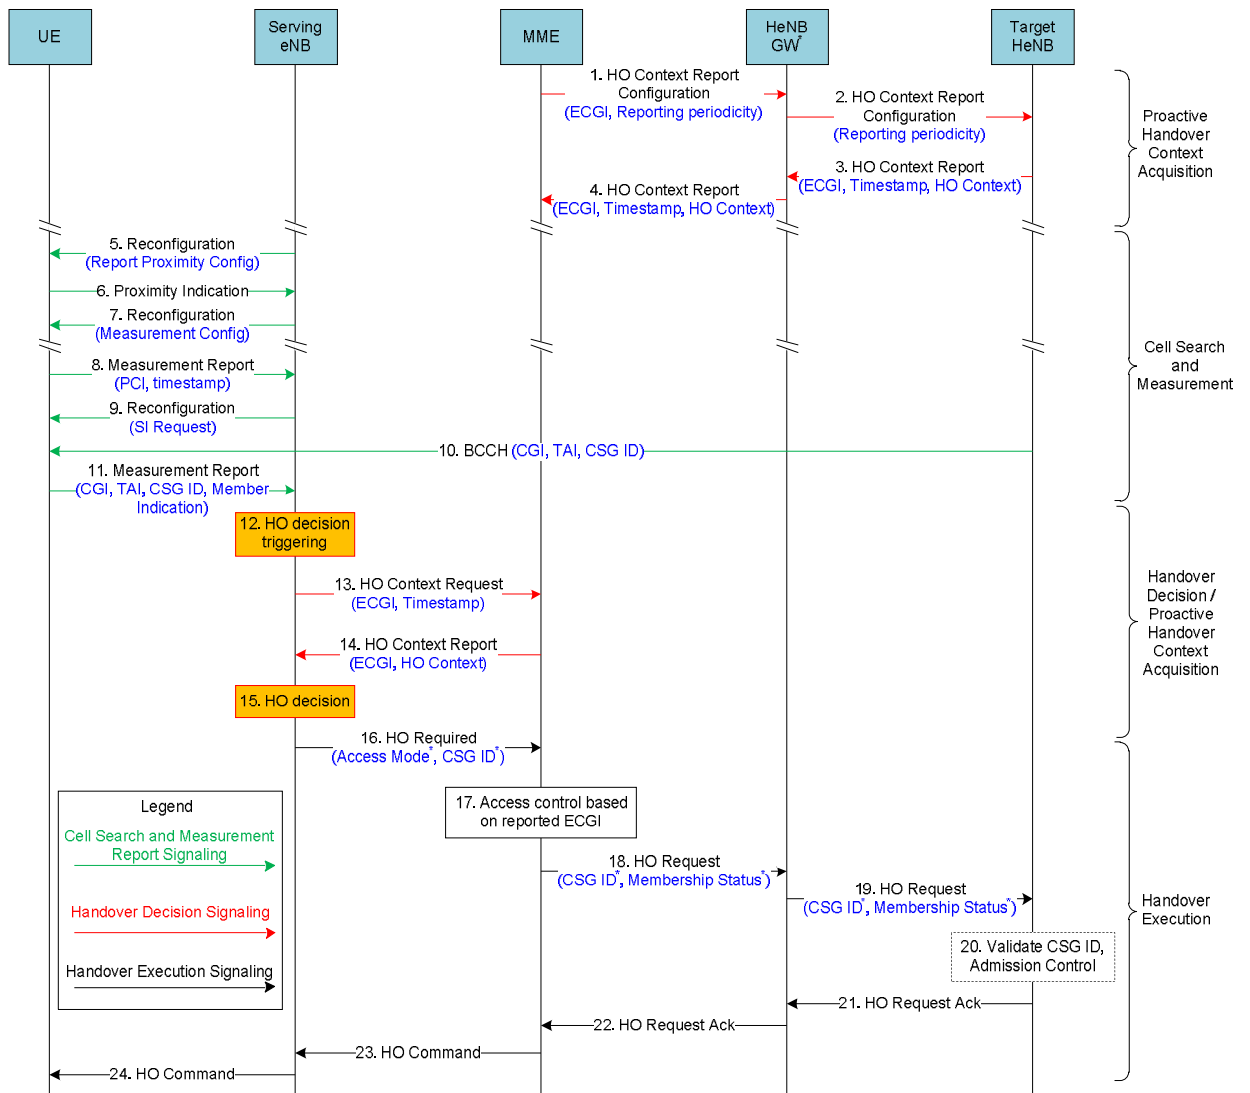 UE
Serving
eNB
MME
HeNB
GW*
Target
HeNB
1. HO Context Report
Configuration
(ECGI, Reporting periodicity)
2. HO Context Report
Configuration
(Reporting periodicity)
3. HO Context Report
(ECGI, Timestamp, HO Context)
4. HO Context Report
(ECGI, Timestamp, HO Context)
Proactive
Handover
Context
Acquisition
5. Reconfiguration
(Report Proximity Config)
6. Proximity Indication
7. Reconfiguration
(Measurement Config)
8. Measurement Report
(PCI, timestamp)
9. Reconfiguration
(SI Request)
10. BCCH (CGI, TAI, CSG ID)
11. Measurement Report
(CGI, TAI, CSG ID, Member
Indication)
Cell Search
and
Measurement
12. HO decision
triggering
13. HO Context Request
(ECGI, Timestamp)
14. HO Context Report
(ECGI, HO Context)
15. HO decision
Handover
Decision /
Proactive
Handover
Context
Acquisition
16. HO Required
(Access Mode*, CSG ID*)
17. Access control based
on reported ECGI
18. HO Request
(CSG ID*, Membership Status*)
19. HO Request
(CSG ID*, Membership Status*)
20. Validate CSG ID,
Admission Control
21. HO Request Ack
22. HO Request Ack
23. HO Command
24. HO Command
Handover
Execution
Legend
Cell Search and Measurement
Report Signaling
Handover Decision Signaling
Handover Execution Signaling